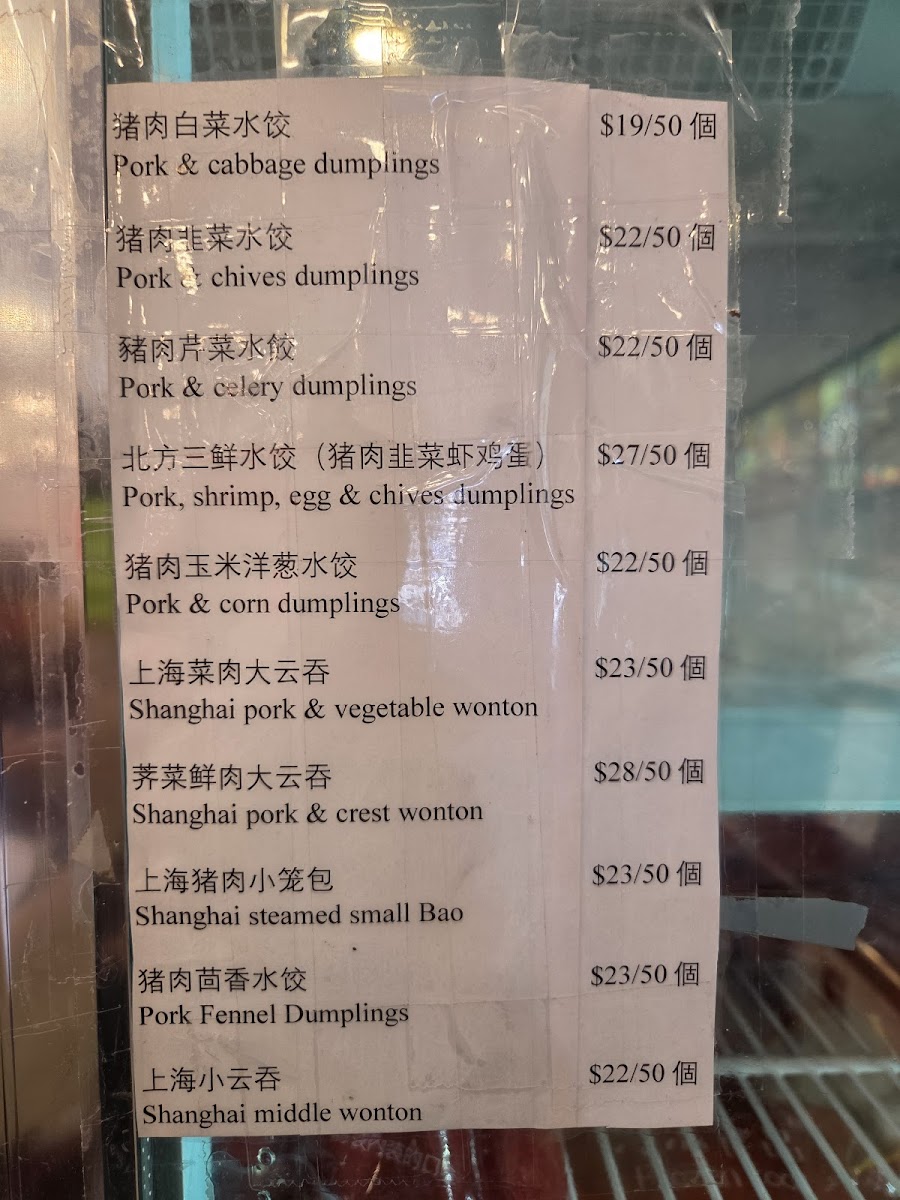 猪肉白菜水饺 $19/50 個
Pork & cabbage dumplings
猪肉韭菜水饺 $22/50 個
Pork & chives dumplings
豬肉芹菜水餃 $22/50 個
Pork & celery dumplings
北方三鲜水饺（猪肉韭菜虾鸡蛋） $27/50 個
Pork, shrimp, egg & chives dumplings
猪肉玉米洋葱水饺 $22/50 個
Pork & corn dumplings
上海菜肉大云吞 $23/50 個
Shanghai pork & vegetable wonton
荠菜鲜肉大云吞 $28/50 個
Shanghai pork & crest wonton
上海猪肉小笼包 $23/50 個
Shanghai steamed small Bao
猪肉茴香水饺 $23/50 個
Pork Fennel Dumplings
上海小云吞 $22/50 個
Shanghai middle wonton